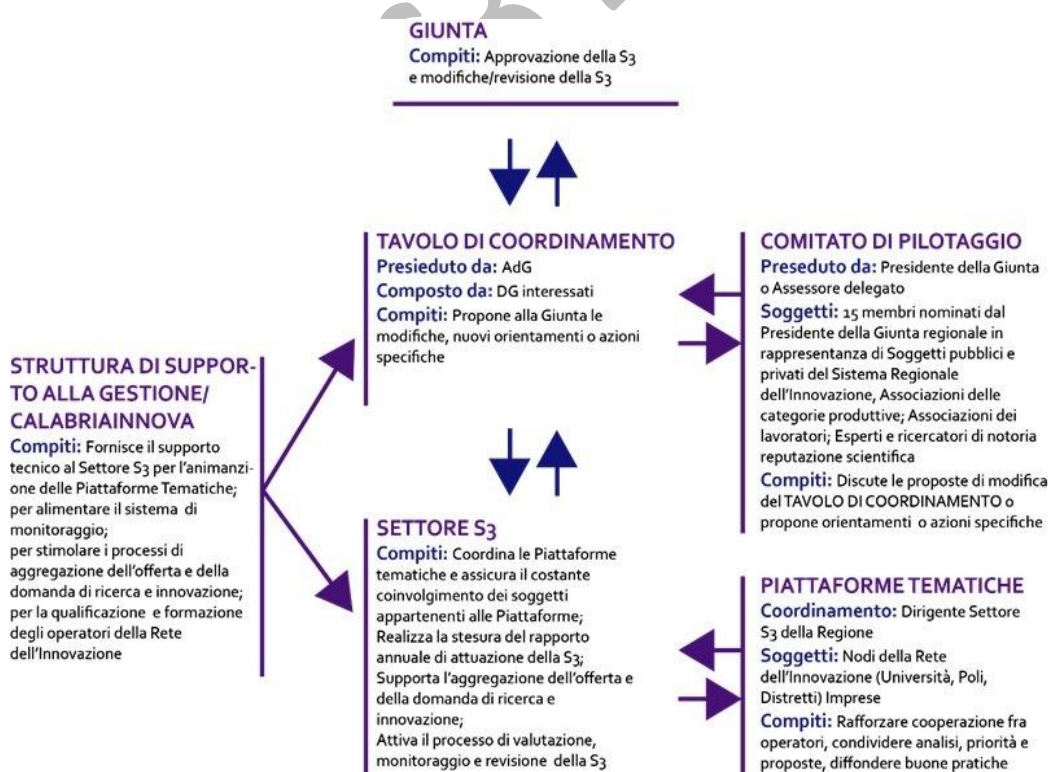 GIUNTA
Compiti: Approvazione della S3
e modifiche/revisione della S3
TAVOLO DI COORDINAMENTO
Presieduto da: AdG
Composto da: DG interessati
Compiti: Propone alla Giunta le
modifiche, nuovi orientamenti o azioni
specifiche
COMITATO DI PILOTAGGIO
Preseduto da: Presidente della Giunta
o Assessore delegato
Soggetti: 15 membri nominati dal
Presidente della Giunta regionale in
rappresentanza di Soggetti pubblici e
privati del Sistema Regionale
dell'Innovazione, Associazioni delle
categorie produttive; Associazioni dei
lavoratori; Esperti e ricercatori di notoria
reputazione scientifica
Compiti: Discute le proposte di modifica
del TAVOLO DI COORDINAMENTO o
propone orientamenti o azioni specifiche
STRUTTURA DI SUPPOR-
TO ALLA GESTIONE/
CALABRIAINNOVA
Compiti: Fornisce il supporto
tecnico al Settore S3 per l'animanzi-
one delle Piattaforme Tematiche;
per alimentare il sistema di
monitoraggio;
per stimolare i processi di
aggregazione dell'offerta e della
domanda di ricerca e innovazione;
per la qualificazione e formazione
degli operatori della Rete
dell'Innovazione
SETTORE S3
Compiti: Coordina le Piattaforme
tematiche e assicura il costante
coinvolgimento dei soggetti
appartenenti alle Piattaforme;
Realizza la stesura del rapporto
annuale di attuazione della S3;
Supporta l'aggregazione dell'offerta e
della domanda di ricerca e
innovazione;
Attiva il processo di valutazione,
monitoraggio e revisione della S3
PIATTAFORME TEMATICHE
Coordinamento: Dirigente Settore
S3 della Regione
Soggetti: Nodi della Rete
dell'Innovazione (Università, Poli,
Distretti) Imprese
Compiti: Rafforzare cooperazione fra
operatori, condividere analisi, priorità e
proposte, diffondere buone pratiche